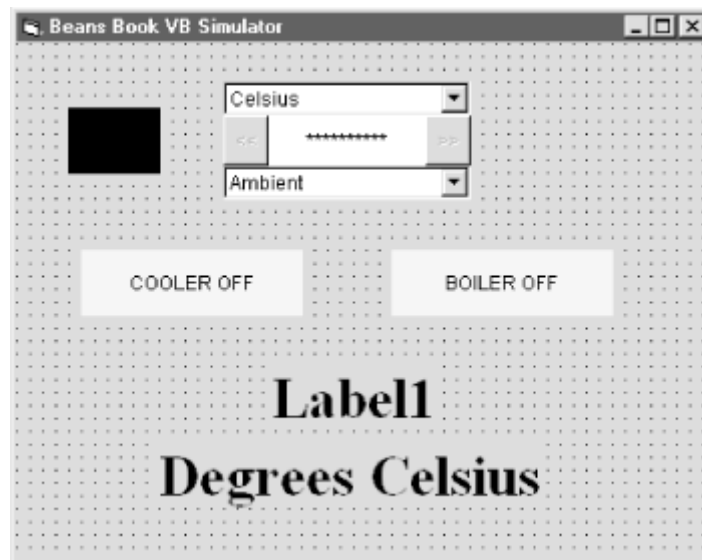 Beans Book VB Simulator
Celsius
<< ********** >>
Ambient
COOLER OFF BOILER OFF
Label1
Degrees Celsius